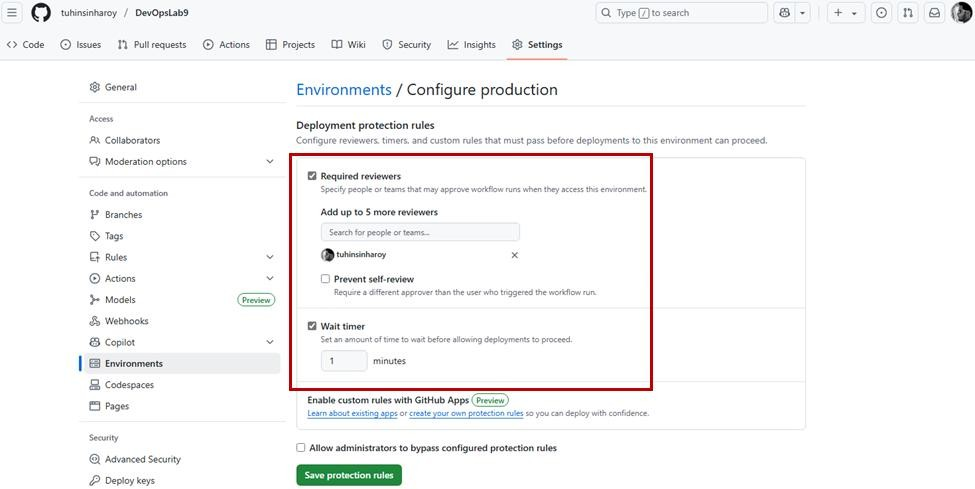 tuhinsinharoy / DevOpsLab9
Type / to search
Code Issues Pull requests Actions Projects Wiki Security Insights Settings
General
Access
Collaborators
Moderation options
Code and automation
Branches
Tags
Rules
Actions
Models Preview
Webhooks
Copilot
Environments
Codespaces
Pages
Security
Advanced Security
Deploy keys
Environments / Configure production
Deployment protection rules
Configure reviewers, timers, and custom rules that must pass before deployments to this environment can proceed.
Required reviewers
Specify people or teams that may approve workflow runs when they access this environment.
Add up to 5 more reviewers
Search for people or teams...
tuhinsinharoy
Prevent self-review
Require a different approver than the user who triggered the workflow run.
Wait timer
Set an amount of time to wait before allowing deployments to proceed.
1 minutes
Enable custom rules with GitHub Apps Preview
Learn about existing apps or create your own protection rules so you can deploy with confidence.
Allow administrators to bypass configured protection rules
Save protection rules